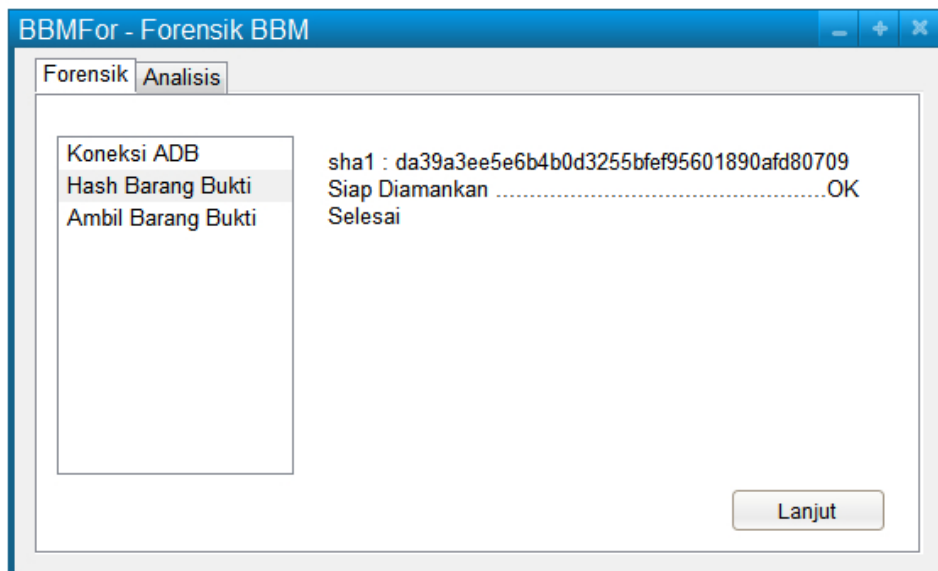 BBMFor - Forensik BBM
Forensik
Analisis
Koneksi ADB
Hash Barang Bukti
Ambil Barang Bukti
sha1 : da39a3ee5e6b4b0d3255bfef95601890afd80709
Siap Diamankan ..................................................OK
Selesai
Lanjut